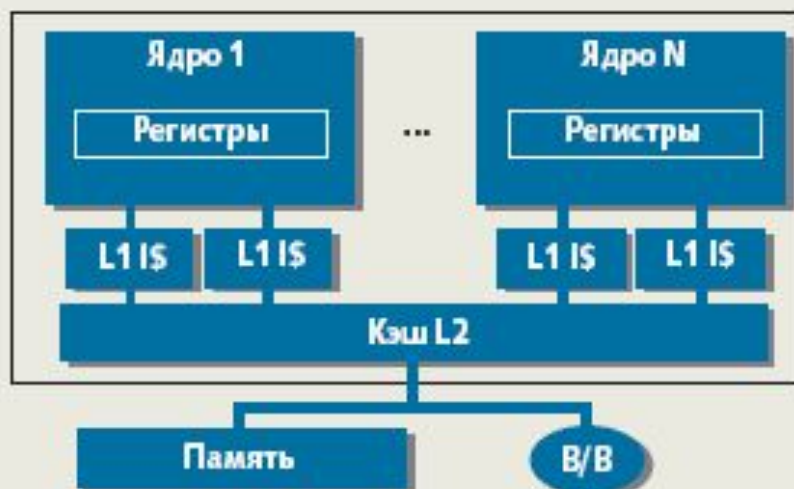 Ядро 1
Ядро N
Регистры
...
Регистры
L1 I$
L1 I$
L1 I$
L1 I$
Кэш L2
Память
В/В